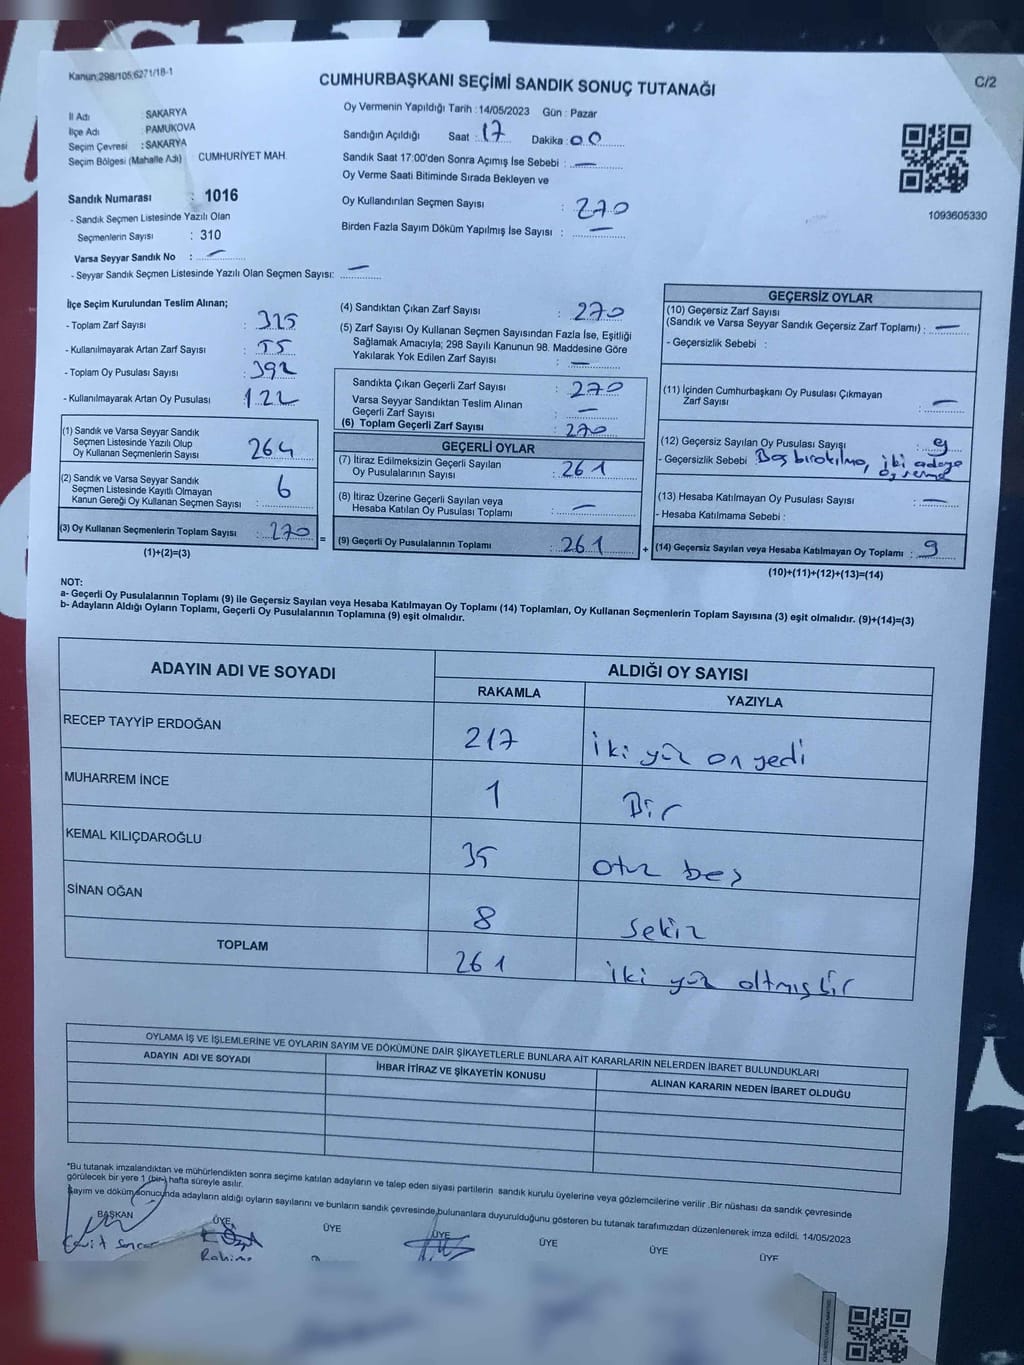 Kanun:298/105,6271/18-1
CUMHURBAŞKANI SEÇİMİ SANDIK SONUÇ TUTANAĞI
C/2
İl Adı : SAKARYA
İlçe Adı : PAMUKOVA
Seçim Çevresi : SAKARYA
Seçim Bölgesi (Mahalle Adı) CUMHURİYET MAH.
Sandık Numarası : 1016
- Sandık Seçmen Listesinde Yazılı Olan
Seçmenlerin Sayısı : 310
Varsa Seyyar Sandık No : —
- Seyyar Sandık Seçmen Listesinde Yazılı Olan Seçmen Sayısı: —
Oy Vermenin Yapıldığı Tarih : 14/05/2023 Gün : Pazar
Sandığın Açıldığı Saat : 17 Dakika : 00
Sandık Saat 17:00'den Sonra Açımış İse Sebebi : —
Oy Verme Saati Bitiminde Sırada Bekleyen ve
Oy Kullandırılan Seçmen Sayısı : 270
Birden Fazla Sayım Döküm Yapılmış İse Sayısı : —
1093605330
İlçe Seçim Kurulundan Teslim Alınan;
- Toplam Zarf Sayısı : 325
- Kullanılmayarak Artan Zarf Sayısı : 55
- Toplam Oy Pusulası Sayısı : 392
- Kullanılmayarak Artan Oy Pusulası : 122
(1) Sandık ve Varsa Seyyar Sandık
Seçmen Listesinde Yazılı Olup
Oy Kullanan Seçmenlerin Sayısı : 264
(2) Sandık ve Varsa Seyyar Sandık
Seçmen Listesinde Kayıtlı Olmayan
Kanun Gereği Oy Kullanan Seçmen Sayısı : 6
(3) Oy Kullanan Seçmenlerin Toplam Sayısı : 270 =
(1)+(2)=(3)
(4) Sandıktan Çıkan Zarf Sayısı : 270
(5) Zarf Sayısı Oy Kullanan Seçmen Sayısından Fazla İse, Eşitliği
Sağlamak Amacıyla; 298 Sayılı Kanunun 98. Maddesine Göre
Yakılarak Yok Edilen Zarf Sayısı : —
Sandıkta Çıkan Geçerli Zarf Sayısı : 270
Varsa Seyyar Sandıktan Teslim Alınan
Geçerli Zarf Sayısı : —
(6) Toplam Geçerli Zarf Sayısı : 270
GEÇERLİ OYLAR
(7) İtiraz Edilmeksizin Geçerli Sayılan
Oy Pusulalarının Sayısı : 261
(8) İtiraz Üzerine Geçerli Sayılan veya
Hesaba Katılan Oy Pusulası Toplamı : —
(9) Geçerli Oy Pusulalarının Toplamı : 261 +
GEÇERSİZ OYLAR
(10) Geçersiz Zarf Sayısı
(Sandık ve Varsa Seyyar Sandık Geçersiz Zarf Toplamı) : —
- Geçersizlik Sebebi :
(11) İçinden Cumhurbaşkanı Oy Pusulası Çıkmayan
Zarf Sayısı : —
(12) Geçersiz Sayılan Oy Pusulası Sayısı : 9
- Geçersizlik Sebebi Boş bırakılma, iki adaya
(13) Hesaba Katılmayan Oy Pusulası Sayısı : —
- Hesaba Katılmama Sebebi :
(14) Geçersiz Sayılan veya Hesaba Katılmayan Oy Toplamı : 9
(10)+(11)+(12)+(13)=(14)
NOT:
a- Geçerli Oy Pusulalarının Toplamı (9) ile Geçersiz Sayılan veya Hesaba Katılmayan Oy Toplamı (14) Toplamları, Oy Kullanan Seçmenlerin Toplam Sayısına (3) eşit olmalıdır. (9)+(14)=(3)
b- Adayların Aldığı Oyların Toplamı, Geçerli Oy Pusulalarının Toplamına (9) eşit olmalıdır.
ADAYIN ADI VE SOYADI
ALDIĞI OY SAYISI
RAKAMLA YAZIYLA
RECEP TAYYİP ERDOĞAN 217 iki yüz on yedi
MUHARREM İNCE 1 Bir
KEMAL KILIÇDAROĞLU 35 otuz beş
SİNAN OĞAN 8 sekiz
TOPLAM 261 iki yüz altmış bir
OYLAMA İŞ VE İŞLEMLERİNE VE OYLARIN SAYIM VE DÖKÜMÜNE DAİR ŞİKAYETLERLE BUNLARA AİT KARARLARIN NELERDEN İBARET BULUNDUKLARI
ADAYIN ADI VE SOYADI İHBAR İTİRAZ VE ŞİKAYETİN KONUSU ALINAN KARARIN NEDEN İBARET OLDUĞU
*Bu tutanak imzalandıktan ve mühürlendikten sonra seçime katılan adayların ve talep eden siyasi partilerin sandık kurulu üyelerine veya gözlemcilerine verilir .Bir nüshası da sandık çevresinde
görülecek bir yere 1 (bir) hafta süreyle asılır.
Sayım ve döküm sonucunda adayların aldığı oyların sayılarını ve bunların sandık çevresinde bulunanlara duyurulduğunu gösteren bu tutanak tarafımızdan düzenlenerek imza edildi. 14/05/2023
BAŞKAN ÜYE ÜYE ÜYE ÜYE ÜYE ÜYE